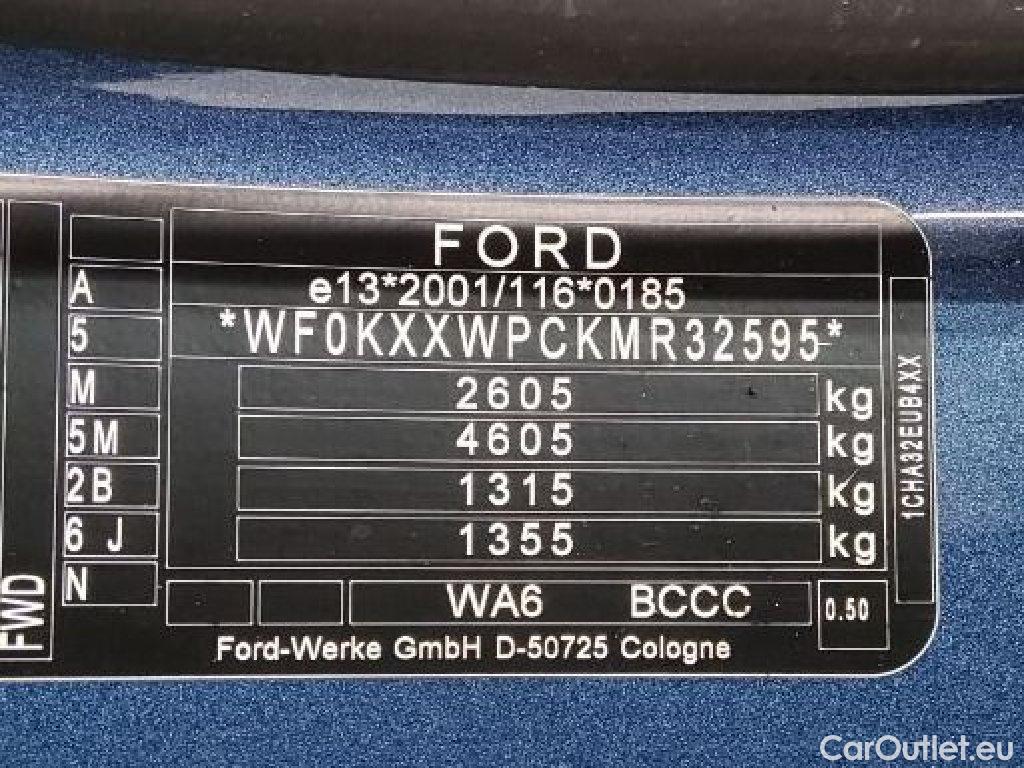 FORD
A
e13*2001/116*0185
5
*WF0KXXWPCKMR32595*
M
2605 kg
5M
4605 kg
2B
1315 kg
6 J
1355 kg
N
WA6 BCCC
0.50
Ford-Werke GmbH D-50725 Cologne
FWD
1CHA32EUB4XX
CarOutlet.eu